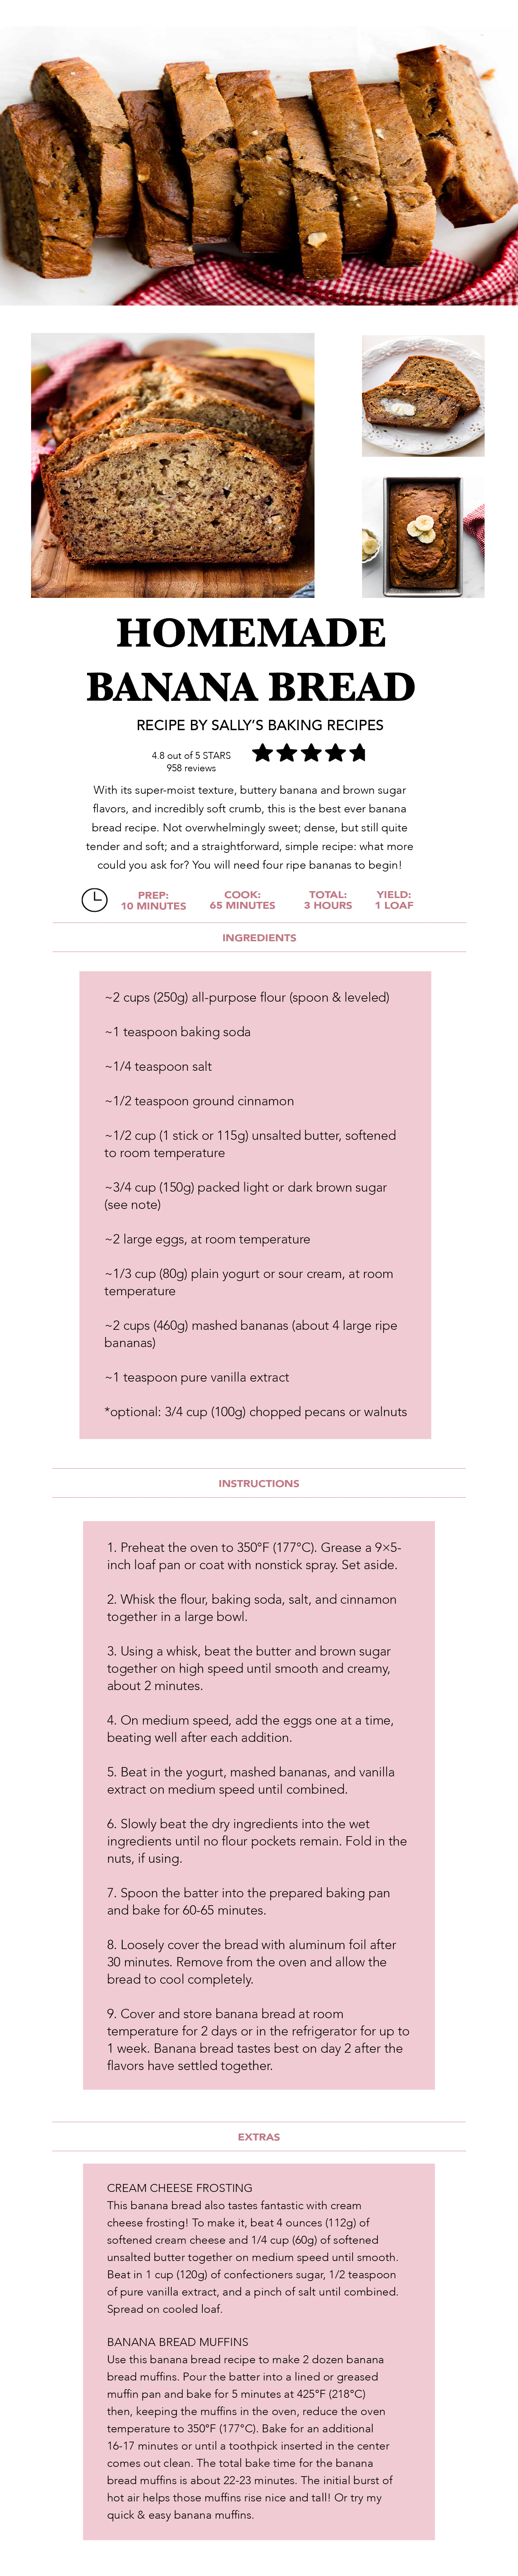 HOMEMADE
BANANA BREAD
RECIPE BY SALLY'S BAKING RECIPES
4.8 out of 5 STARS
958 reviews
With its super-moist texture, buttery banana and brown sugar
flavors, and incredibly soft crumb, this is the best ever banana
bread recipe. Not overwhelmingly sweet; dense, but still quite
tender and soft; and a straightforward, simple recipe: what more
could you ask for? You will need four ripe bananas to begin!
PREP:
10 MINUTES
COOK:
65 MINUTES
TOTAL:
3 HOURS
YIELD:
1 LOAF
INGREDIENTS
~2 cups (250g) all-purpose flour (spoon & leveled)
~1 teaspoon baking soda
~1/4 teaspoon salt
~1/2 teaspoon ground cinnamon
~1/2 cup (1 stick or 115g) unsalted butter, softened
to room temperature
~3/4 cup (150g) packed light or dark brown sugar
(see note)
~2 large eggs, at room temperature
~1/3 cup (80g) plain yogurt or sour cream, at room
temperature
~2 cups (460g) mashed bananas (about 4 large ripe
bananas)
~1 teaspoon pure vanilla extract
*optional: 3/4 cup (100g) chopped pecans or walnuts
INSTRUCTIONS
1. Preheat the oven to 350°F (177°C). Grease a 9×5-
inch loaf pan or coat with nonstick spray. Set aside.
2. Whisk the flour, baking soda, salt, and cinnamon
together in a large bowl.
3. Using a whisk, beat the butter and brown sugar
together on high speed until smooth and creamy,
about 2 minutes.
4. On medium speed, add the eggs one at a time,
beating well after each addition.
5. Beat in the yogurt, mashed bananas, and vanilla
extract on medium speed until combined.
6. Slowly beat the dry ingredients into the wet
ingredients until no flour pockets remain. Fold in the
nuts, if using.
7. Spoon the batter into the prepared baking pan
and bake for 60-65 minutes.
8. Loosely cover the bread with aluminum foil after
30 minutes. Remove from the oven and allow the
bread to cool completely.
9. Cover and store banana bread at room
temperature for 2 days or in the refrigerator for up to
1 week. Banana bread tastes best on day 2 after the
flavors have settled together.
EXTRAS
CREAM CHEESE FROSTING
This banana bread also tastes fantastic with cream
cheese frosting! To make it, beat 4 ounces (112g) of
softened cream cheese and 1/4 cup (60g) of softened
unsalted butter together on medium speed until smooth.
Beat in 1 cup (120g) of confectioners sugar, 1/2 teaspoon
of pure vanilla extract, and a pinch of salt until combined.
Spread on cooled loaf.
BANANA BREAD MUFFINS
Use this banana bread recipe to make 2 dozen banana
bread muffins. Pour the batter into a lined or greased
muffin pan and bake for 5 minutes at 425°F (218°C)
then, keeping the muffins in the oven, reduce the oven
temperature to 350°F (177°C). Bake for an additional
16-17 minutes or until a toothpick inserted in the center
comes out clean. The total bake time for the banana
bread muffins is about 22-23 minutes. The initial burst of
hot air helps those muffins rise nice and tall! Or try my
quick & easy banana muffins.